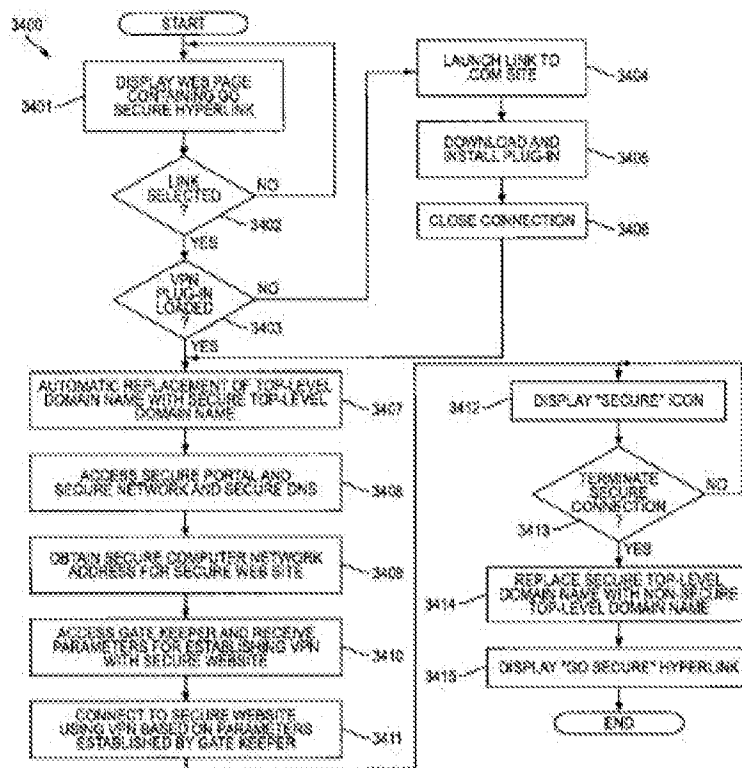 3400
START
3401
DISPLAY WEB PAGE
CONTAINING GO
SECURE HYPERLINK
LINK
SELECTED
?
NO
3402
YES
VPN
PLUG-IN
LOADED
?
NO
3403
YES
LAUNCH LINK TO
.COM SITE
3404
DOWNLOAD AND
INSTALL PLUG-IN
3405
CLOSE CONNECTION
3406
AUTOMATIC REPLACEMENT OF TOP-LEVEL
DOMAIN NAME WITH SECURE TOP-LEVEL
DOMAIN NAME
3407
ACCESS SECURE PORTAL AND
SECURE NETWORK AND SECURE DNS
3408
OBTAIN SECURE COMPUTER NETWORK
ADDRESS FOR SECURE WEB SITE
3409
ACCESS GATE KEEPER AND RECEIVE
PARAMETERS FOR ESTABLISHING VPN
WITH SECURE WEBSITE
3410
CONNECT TO SECURE WEBSITE
USING VPN BASED ON PARAMETERS
ESTABLISHED BY GATE KEEPER
3411
3412
DISPLAY "SECURE" ICON
TERMINATE
SECURE
CONNECTION
?
NO
3413
YES
3414
REPLACE SECURE TOP-LEVEL
DOMAIN NAME WITH NON-SECURE
TOP-LEVEL DOMAIN NAME
3415
DISPLAY "GO SECURE" HYPERLINK
END